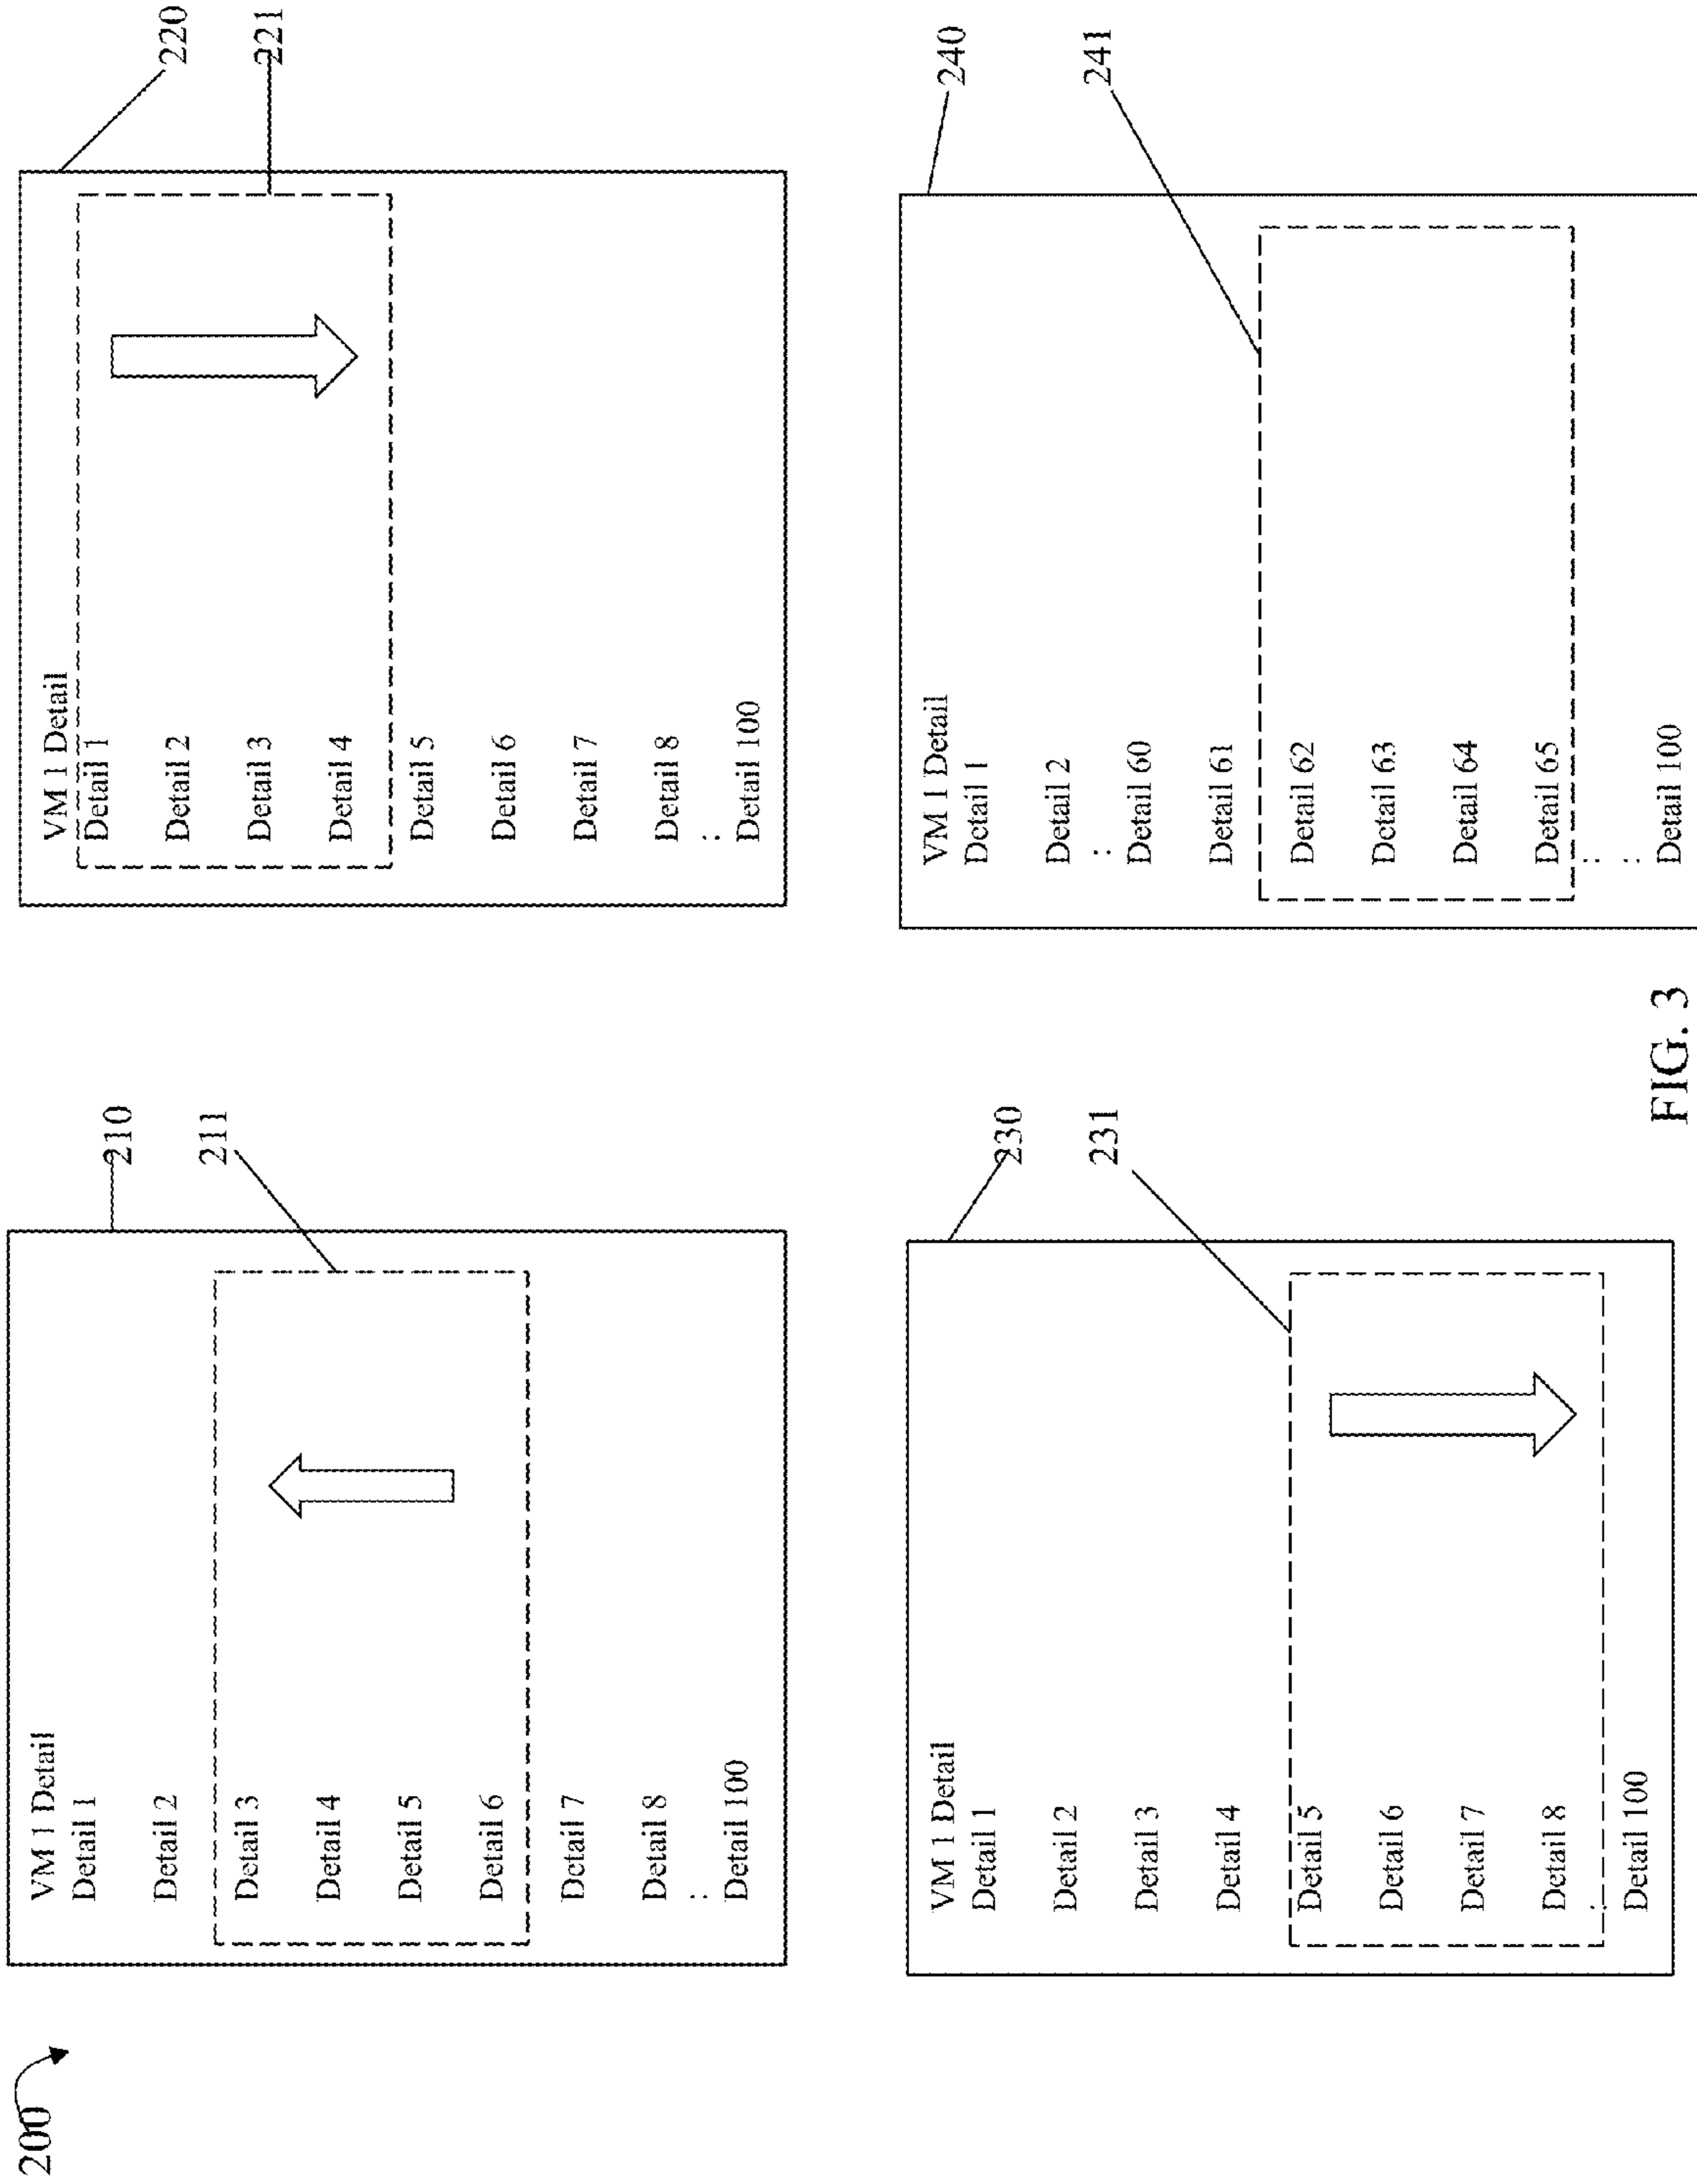 200
VM 1 Detail
Detail 1
Detail 2
Detail 3
Detail 4
Detail 5
Detail 6
Detail 7
Detail 8
:
Detail 100
210
211
VM 1 Detail
Detail 1
Detail 2
Detail 3
Detail 4
Detail 5
Detail 6
Detail 7
Detail 8
:
Detail 100
220
221
VM 1 Detail
Detail 1
Detail 2
Detail 3
Detail 4
Detail 5
Detail 6
Detail 7
Detail 8
:
Detail 100
230
231
VM 1 Detail
Detail 1
Detail 2
:
Detail 60
Detail 61
Detail 62
Detail 63
Detail 64
Detail 65
:
:
Detail 100
240
241
FIG. 3